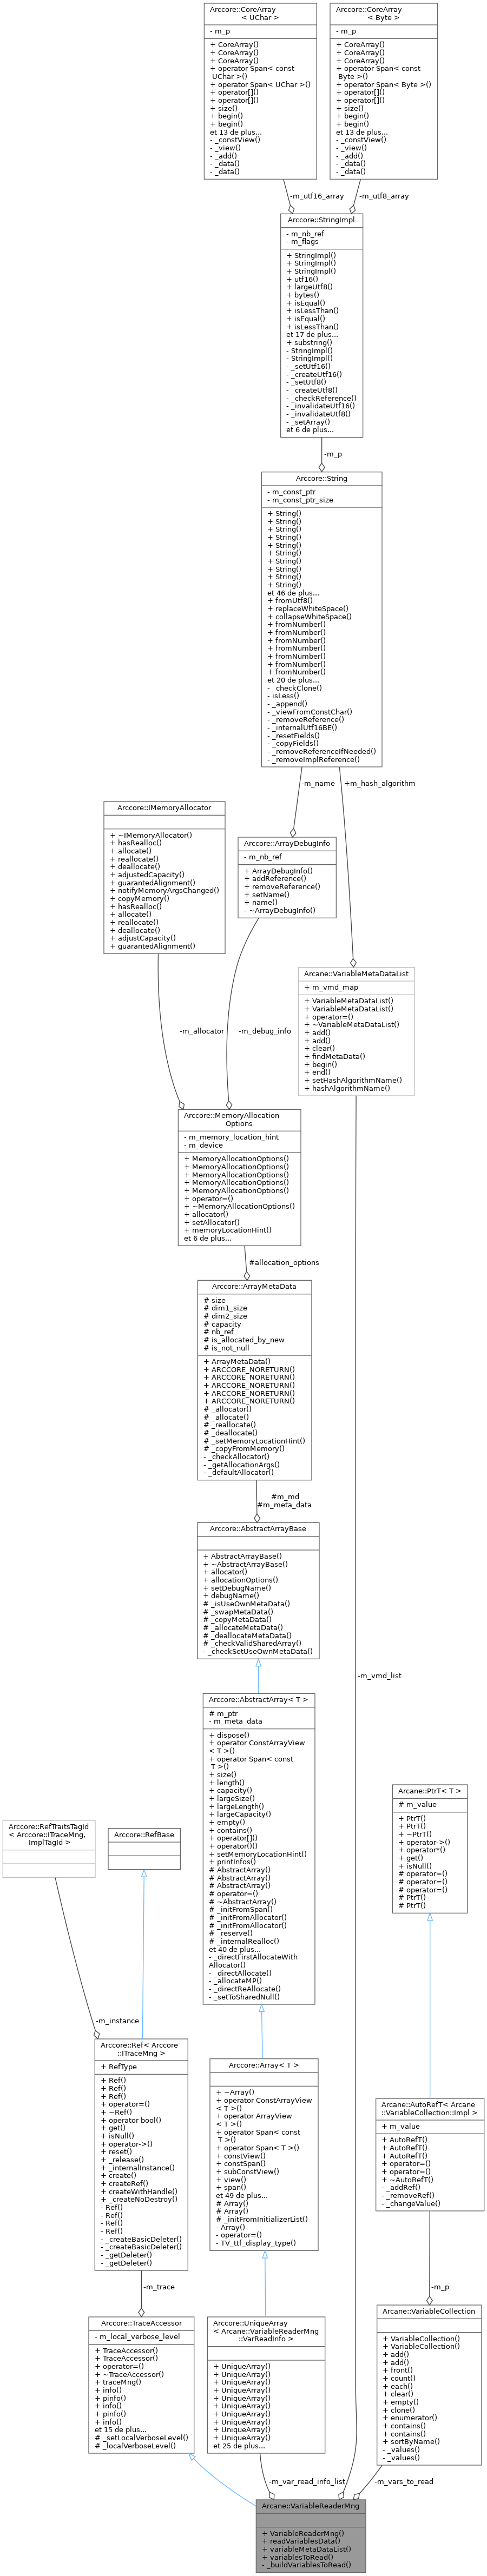 Arccore::CoreArray
< UChar >
- m_p
+ CoreArray()
+ CoreArray()
+ CoreArray()
+ operator Span< const
UChar >()
+ operator Span< UChar >()
+ operator[]()
+ operator[]()
+ size()
+ begin()
+ begin()
et 13 de plus...
- _constView()
- _view()
- _add()
- _data()
- _data()
Arccore::CoreArray
< Byte >
- m_p
+ CoreArray()
+ CoreArray()
+ CoreArray()
+ operator Span< const
Byte >()
+ operator Span< Byte >()
+ operator[]()
+ operator[]()
+ size()
+ begin()
+ begin()
et 13 de plus...
- _constView()
- _view()
- _add()
- _data()
- _data()
-m_utf16_array
-m_utf8_array
Arccore::StringImpl
- m_nb_ref
- m_flags
+ StringImpl()
+ StringImpl()
+ StringImpl()
+ utf16()
+ largeUtf8()
+ bytes()
+ isEqual()
+ isLessThan()
+ isEqual()
+ isLessThan()
et 17 de plus...
+ substring()
- StringImpl()
- StringImpl()
- _setUtf16()
- _createUtf16()
- _setUtf8()
- _createUtf8()
- _checkReference()
- _invalidateUtf16()
- _invalidateUtf8()
- _setArray()
et 6 de plus...
-m_p
Arccore::String
- m_const_ptr
- m_const_ptr_size
+ String()
+ String()
+ String()
+ String()
+ String()
+ String()
+ String()
+ String()
+ String()
+ String()
et 46 de plus...
+ fromUtf8()
+ replaceWhiteSpace()
+ collapseWhiteSpace()
+ fromNumber()
+ fromNumber()
+ fromNumber()
+ fromNumber()
+ fromNumber()
+ fromNumber()
+ fromNumber()
et 20 de plus...
- _checkClone()
- isLess()
- _append()
- _viewFromConstChar()
- _removeReference()
- _internalUtf16BE()
- _resetFields()
- _copyFields()
- _removeReferenceIfNeeded()
- _removeImplReference()
-m_name
+m_hash_algorithm
Arccore::IMemoryAllocator
+ ~IMemoryAllocator()
+ hasRealloc()
+ allocate()
+ reallocate()
+ deallocate()
+ adjustedCapacity()
+ guarantedAlignment()
+ notifyMemoryArgsChanged()
+ copyMemory()
+ hasRealloc()
+ allocate()
+ reallocate()
+ deallocate()
+ adjustCapacity()
+ guarantedAlignment()
Arccore::ArrayDebugInfo
- m_nb_ref
+ ArrayDebugInfo()
+ addReference()
+ removeReference()
+ setName()
+ name()
- ~ArrayDebugInfo()
Arcane::VariableMetaDataList
+ m_vmd_map
+ VariableMetaDataList()
+ VariableMetaDataList()
+ operator=()
+ ~VariableMetaDataList()
+ add()
+ add()
+ clear()
+ findMetaData()
+ begin()
+ end()
+ setHashAlgorithmName()
+ hashAlgorithmName()
-m_allocator
-m_debug_info
Arccore::MemoryAllocation
Options
- m_memory_location_hint
- m_device
+ MemoryAllocationOptions()
+ MemoryAllocationOptions()
+ MemoryAllocationOptions()
+ MemoryAllocationOptions()
+ MemoryAllocationOptions()
+ operator=()
+ ~MemoryAllocationOptions()
+ allocator()
+ setAllocator()
+ memoryLocationHint()
et 6 de plus...
#allocation_options
Arccore::ArrayMetaData
# size
# dim1_size
# dim2_size
# capacity
# nb_ref
# is_allocated_by_new
# is_not_null
+ ArrayMetaData()
+ ARCCORE_NORETURN()
+ ARCCORE_NORETURN()
+ ARCCORE_NORETURN()
+ ARCCORE_NORETURN()
+ ARCCORE_NORETURN()
# _allocator()
# _allocate()
# _reallocate()
# _deallocate()
# _setMemoryLocationHint()
# _copyFromMemory()
- _checkAllocator()
- _getAllocationArgs()
- _defaultAllocator()
#m_md
#m_meta_data
Arccore::AbstractArrayBase
+ AbstractArrayBase()
+ ~AbstractArrayBase()
+ allocator()
+ allocationOptions()
+ setDebugName()
+ debugName()
# _isUseOwnMetaData()
# _swapMetaData()
# _copyMetaData()
# _allocateMetaData()
# _deallocateMetaData()
# _checkValidSharedArray()
- _checkSetUseOwnMetaData()
-m_vmd_list
Arccore::AbstractArray< T >
# m_ptr
- m_meta_data
+ dispose()
+ operator ConstArrayView
< T >()
+ operator Span< const
T >()
+ size()
+ length()
+ capacity()
+ largeSize()
+ largeLength()
+ largeCapacity()
+ empty()
+ contains()
+ operator[]()
+ operator()()
+ setMemoryLocationHint()
+ printInfos()
# AbstractArray()
# AbstractArray()
# AbstractArray()
# operator=()
# ~AbstractArray()
# _initFromSpan()
# _initFromAllocator()
# _initFromAllocator()
# _reserve()
# _internalRealloc()
et 40 de plus...
- _directFirstAllocateWith
Allocator()
- _directAllocate()
- _allocateMP()
- _directReAllocate()
- _setToSharedNull()
Arcane::PtrT< T >
# m_value
+ PtrT()
+ PtrT()
+ ~PtrT()
+ operator->()
+ operator*()
+ get()
+ isNull()
# operator=()
# operator=()
# operator=()
# PtrT()
# PtrT()
Arccore::RefTraitsTagId
< Arccore::ITraceMng,
ImplTagId >
Arccore::RefBase
-m_instance
Arccore::Ref< Arccore
::ITraceMng >
+ RefType
+ Ref()
+ Ref()
+ Ref()
+ operator=()
+ ~Ref()
+ operator bool()
+ get()
+ isNull()
+ operator->()
+ reset()
+ _release()
+ _internalInstance()
+ create()
+ createRef()
+ createWithHandle()
+ _createNoDestroy()
- Ref()
- Ref()
- Ref()
- Ref()
- _createBasicDeleter()
- _createBasicDeleter()
- _getDeleter()
- _getDeleter()
Arccore::Array< T >
+ ~Array()
+ operator ConstArrayView
< T >()
+ operator ArrayView
< T >()
+ operator Span< const
T >()
+ operator Span< T >()
+ constView()
+ constSpan()
+ subConstView()
+ view()
+ span()
et 49 de plus...
# Array()
# Array()
# _initFromInitializerList()
- Array()
- operator=()
- TV_ttf_display_type()
Arcane::AutoRefT< Arcane
::VariableCollection::Impl >
+ m_value
+ AutoRefT()
+ AutoRefT()
+ AutoRefT()
+ operator=()
+ operator=()
+ ~AutoRefT()
- _addRef()
- _removeRef()
- _changeValue()
-m_trace
-m_p
Arccore::TraceAccessor
- m_local_verbose_level
+ TraceAccessor()
+ TraceAccessor()
+ operator=()
+ ~TraceAccessor()
+ traceMng()
+ info()
+ pinfo()
+ info()
+ pinfo()
+ info()
et 15 de plus...
# _setLocalVerboseLevel()
# _localVerboseLevel()
Arccore::UniqueArray
< Arcane::VariableReaderMng
::VarReadInfo >
+ UniqueArray()
+ UniqueArray()
+ UniqueArray()
+ UniqueArray()
+ UniqueArray()
+ UniqueArray()
+ UniqueArray()
+ UniqueArray()
+ UniqueArray()
+ UniqueArray()
et 25 de plus...
Arcane::VariableCollection
+ VariableCollection()
+ VariableCollection()
+ add()
+ add()
+ front()
+ count()
+ each()
+ clear()
+ empty()
+ clone()
+ enumerator()
+ contains()
+ contains()
+ sortByName()
- _values()
- _values()
-m_var_read_info_list
-m_vars_to_read
Arcane::VariableReaderMng
+ VariableReaderMng()
+ readVariablesData()
+ variableMetaDataList()
+ variablesToRead()
- _buildVariablesToRead()